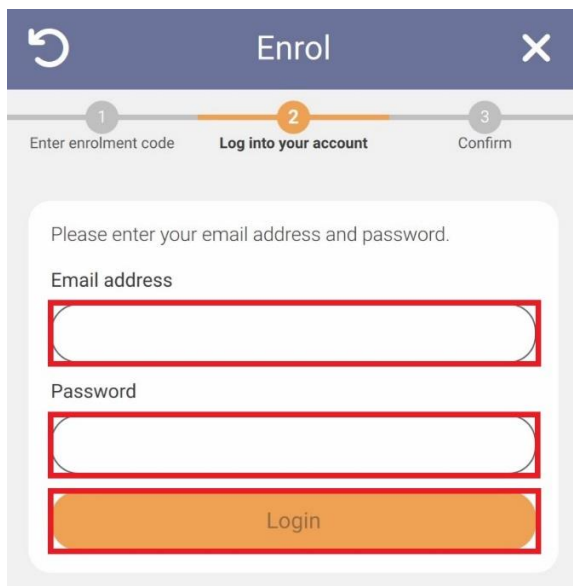 Enrol
1
2
3
Enter enrolment code
Log into your account
Confirm
Please enter your email address and password.
Email address
Password
Login